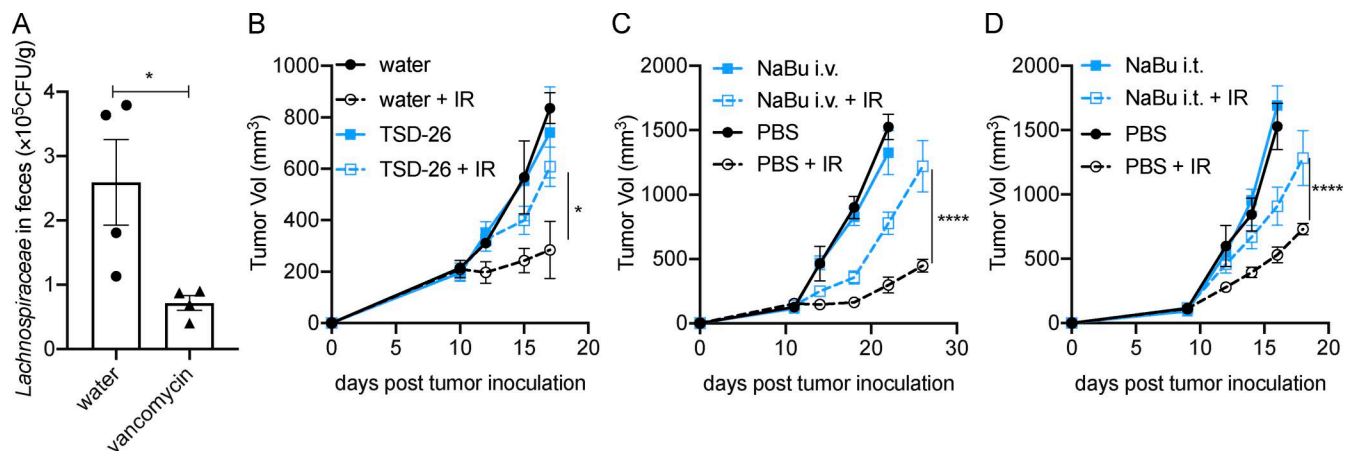 A
Lachnospiraceae in feces (×10⁵CFU/g)
4
3
2
1
0
*
water
vancomycin
B
water
water + IR
TSD-26
TSD-26 + IR
Tumor Vol (mm³)
1000
800
600
400
200
0
*
0 5 10 15 20
days post tumor inoculation
C
NaBu i.v.
NaBu i.v. + IR
PBS
PBS + IR
Tumor Vol (mm³)
2000
1500
1000
500
0
****
0 10 20 30
days post tumor inoculation
D
NaBu i.t.
NaBu i.t. + IR
PBS
PBS + IR
Tumor Vol (mm³)
2000
1500
1000
500
0
****
0 5 10 15 20
days post tumor inoculation